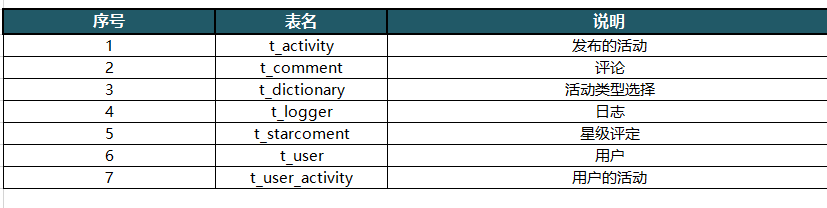 序号 表名 说明
1 t_activity 发布的活动
2 t_comment 评论
3 t_dictionary 活动类型选择
4 t_logger 日志
5 t_starcoment 星级评定
6 t_user 用户
7 t_user_activity 用户的活动